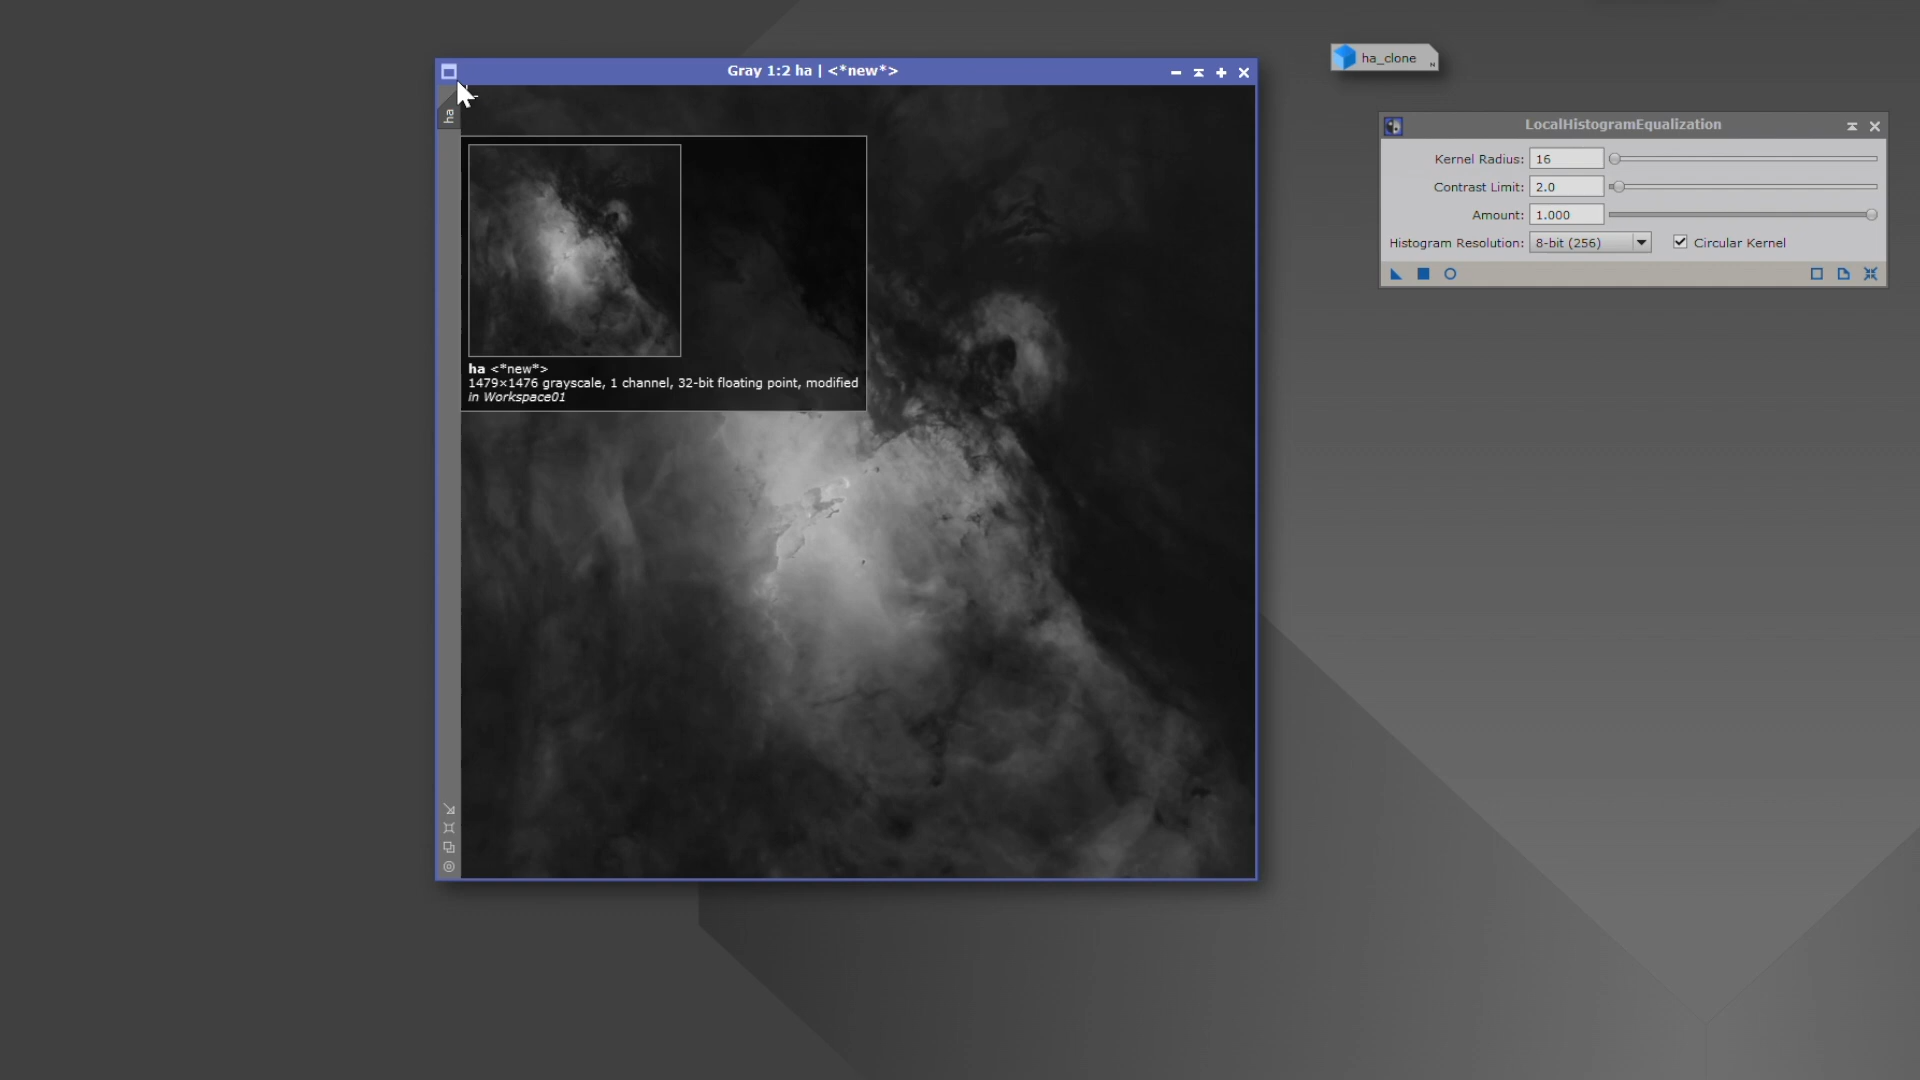 Gray 1:2 ha | <*new*>
ha
ha <*new*>
1479×1476 grayscale, 1 channel, 32-bit floating point, modified
in Workspace01
ha_clone
N
LocalHistogramEqualization
Kernel Radius: 16
Contrast Limit: 2.0
Amount: 1.000
Histogram Resolution: 8-bit (256) Circular Kernel